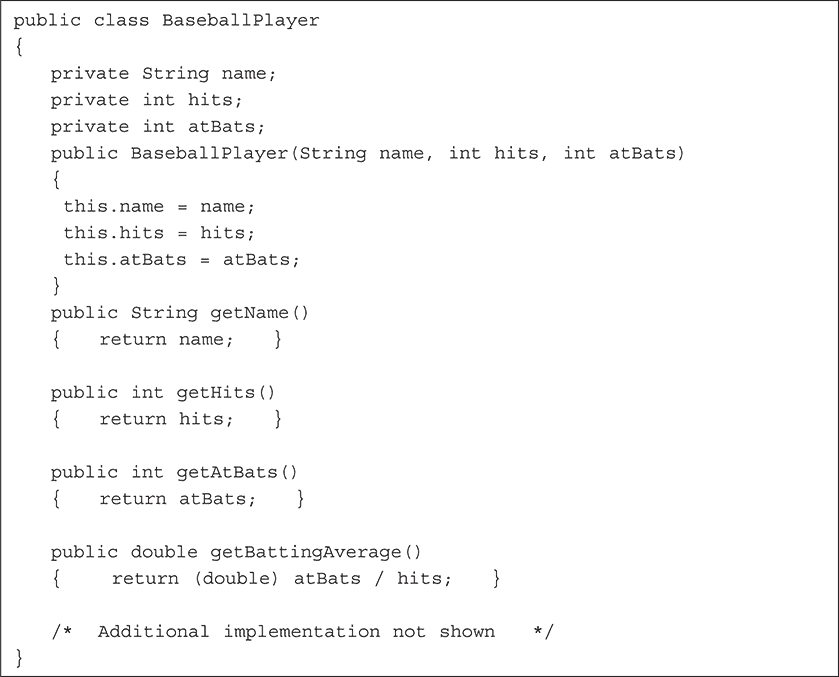 public class BaseballPlayer
{
private String name;
private int hits;
private int atBats;
public BaseballPlayer(String name, int hits, int atBats)
{
this.name = name;
this.hits = hits;
this.atBats = atBats;
}
public String getName()
{ return name; }
public int getHits()
{ return hits; }
public int getAtBats()
{ return atBats; }
public double getBattingAverage()
{ return (double) atBats / hits; }
/* Additional implementation not shown */
}